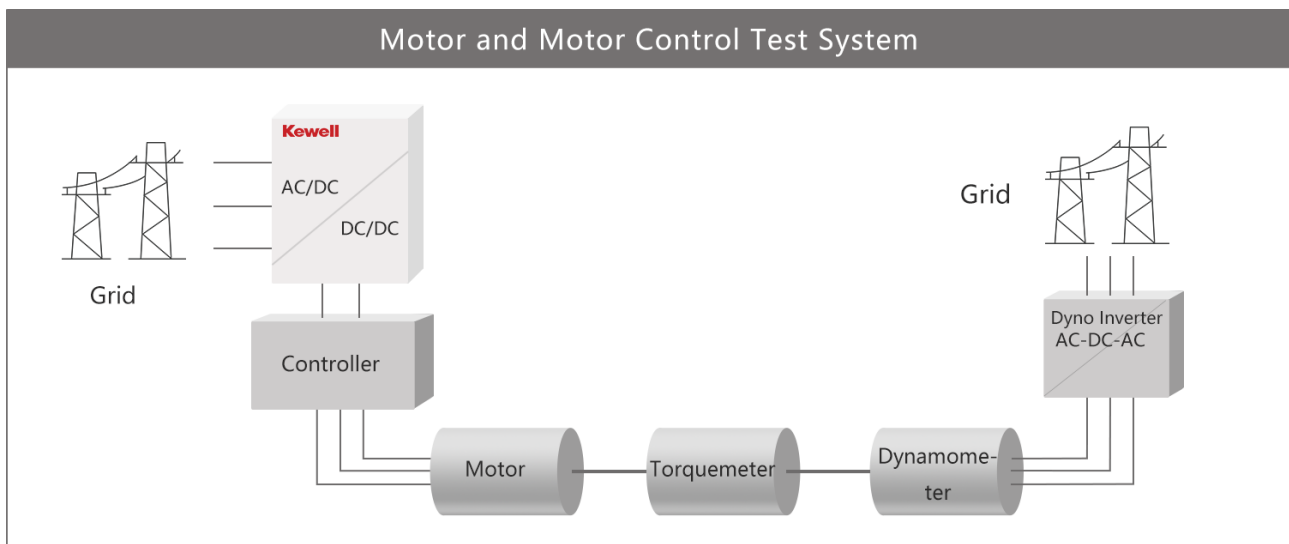 Motor and Motor Control Test System
Kewell
AC/DC
DC/DC
Grid
Controller
Motor
Torquemeter
Dynamome-
ter
Dyno Inverter
AC-DC-AC
Grid